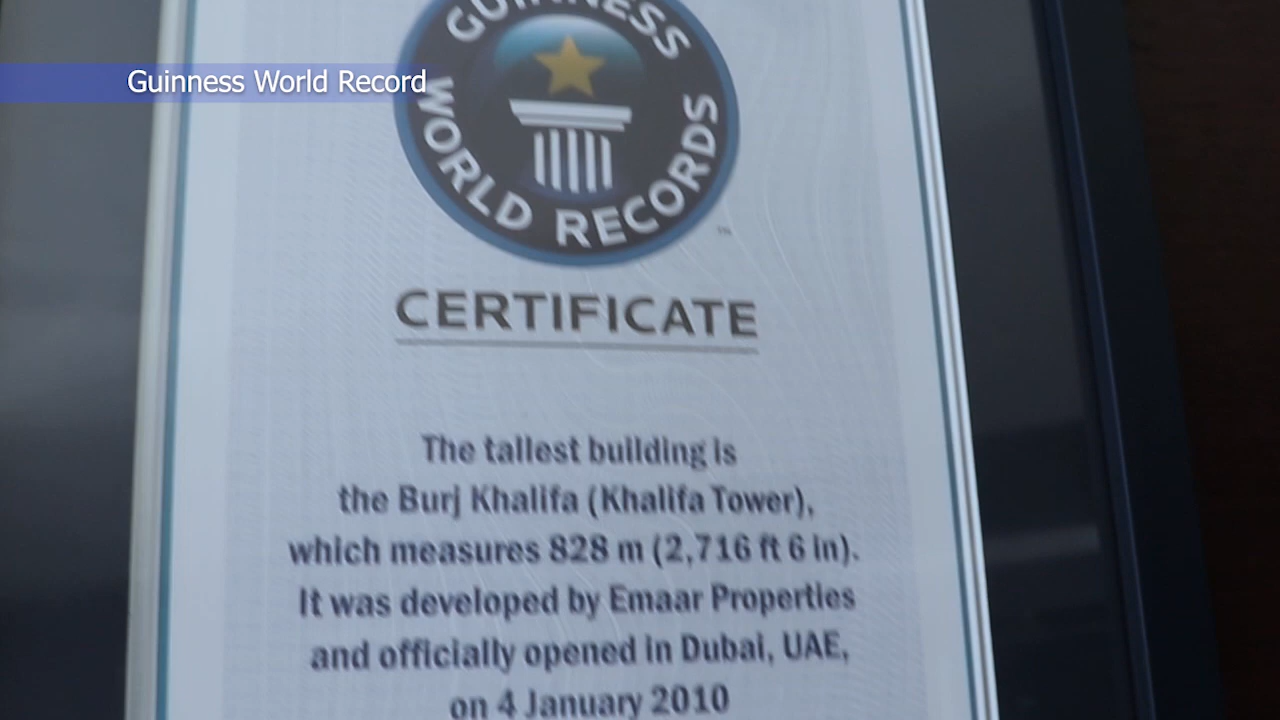 Guinness World Record
GUINNESS
WORLD RECORDS
™
CERTIFICATE
The tallest building is
the Burj Khalifa (Khalifa Tower),
which measures 828 m (2,716 ft 6 in).
It was developed by Emaar Properties
and officially opened in Dubai, UAE,
on 4 January 2010